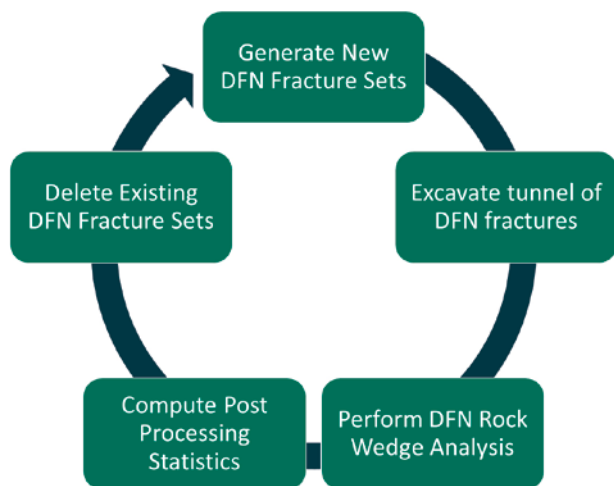 Generate New
DFN Fracture Sets
Excavate tunnel of
DFN fractures
Perform DFN Rock
Wedge Analysis
Compute Post
Processing
Statistics
Delete Existing
DFN Fracture Sets